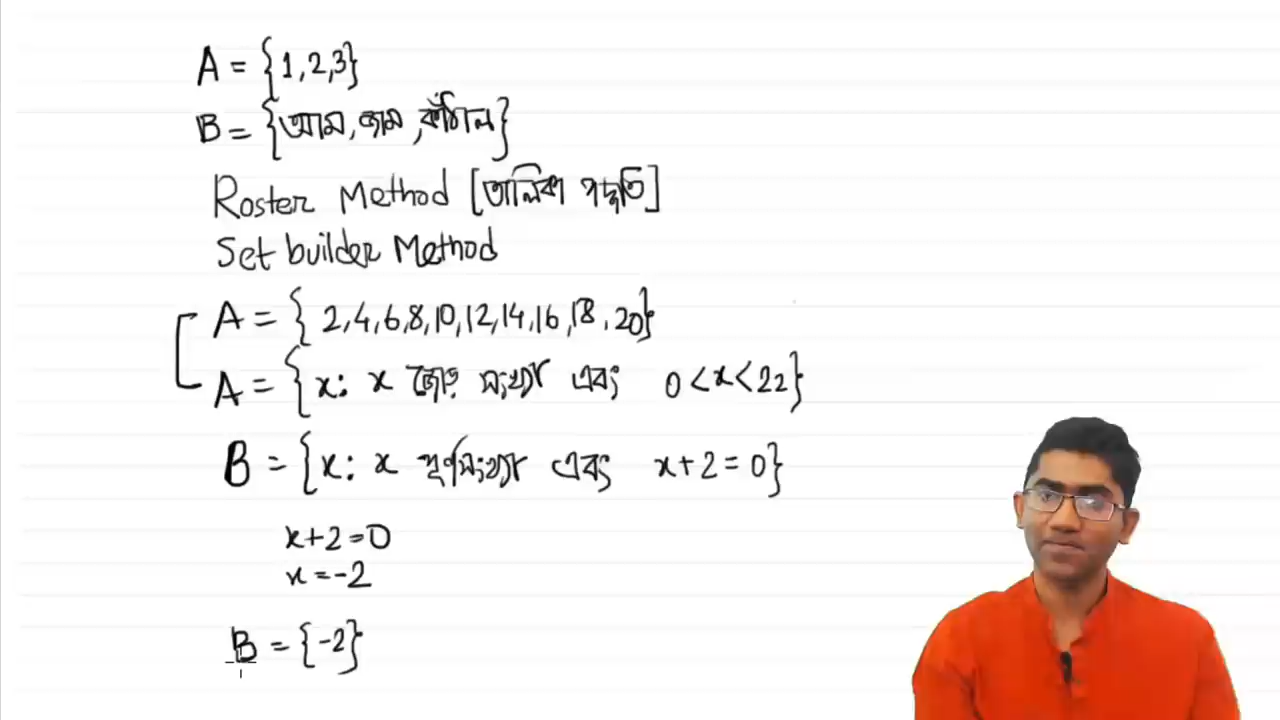 A = {1,2,3}
B = {আম, জাম, কাঁঠাল}
Roster Method [তালিকা পদ্ধতি]
Set builder Method
A = { 2,4,6,8,10,12,14,16,18,20}
A = {x: x জোড় সংখ্যা এবং 0<x<22}
B = {x: x পূর্ণসংখ্যা এবং x+2=0}
x+2=0
x=-2
B = {-2}